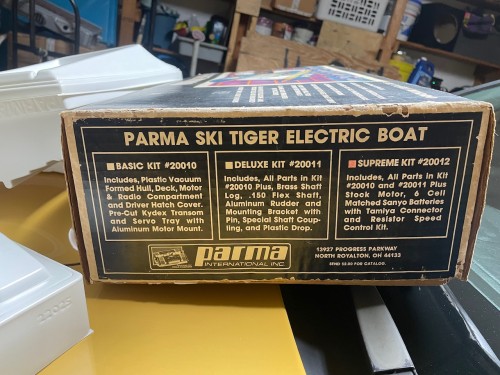 PARMA SKI TIGER ELECTRIC BOAT
BASIC KIT #20010
Includes, Plastic Vacuum
Formed Hull, Deck, Motor
& Radio Compartment
and Driver Hatch Cover.
Pre-Cut Kydex Transom
and Servo Tray with
Aluminum Motor Mount.
DELUXE KIT #20011
Includes, All Parts in Kit
#20010 Plus, Brass Shaft
Log, .150 Flex Shaft,
Aluminum Rudder and
Mounting Bracket with
Pin, Special Shaft Coup-
ling, and Plastic Drop.
SUPREME KIT #20012
Includes, All Parts in Kit
#20010 and #20011 Plus
Stock Motor, 6 Cell
Matched Sanyo Batteries
with Tamiya Connector
and Resistor Speed
Control Kit.
parma
INTERNATIONAL INC.
13927 PROGRESS PARKWAY
NORTH ROYALTON, OH 44133
SEND $3.00 FOR CATALOG.